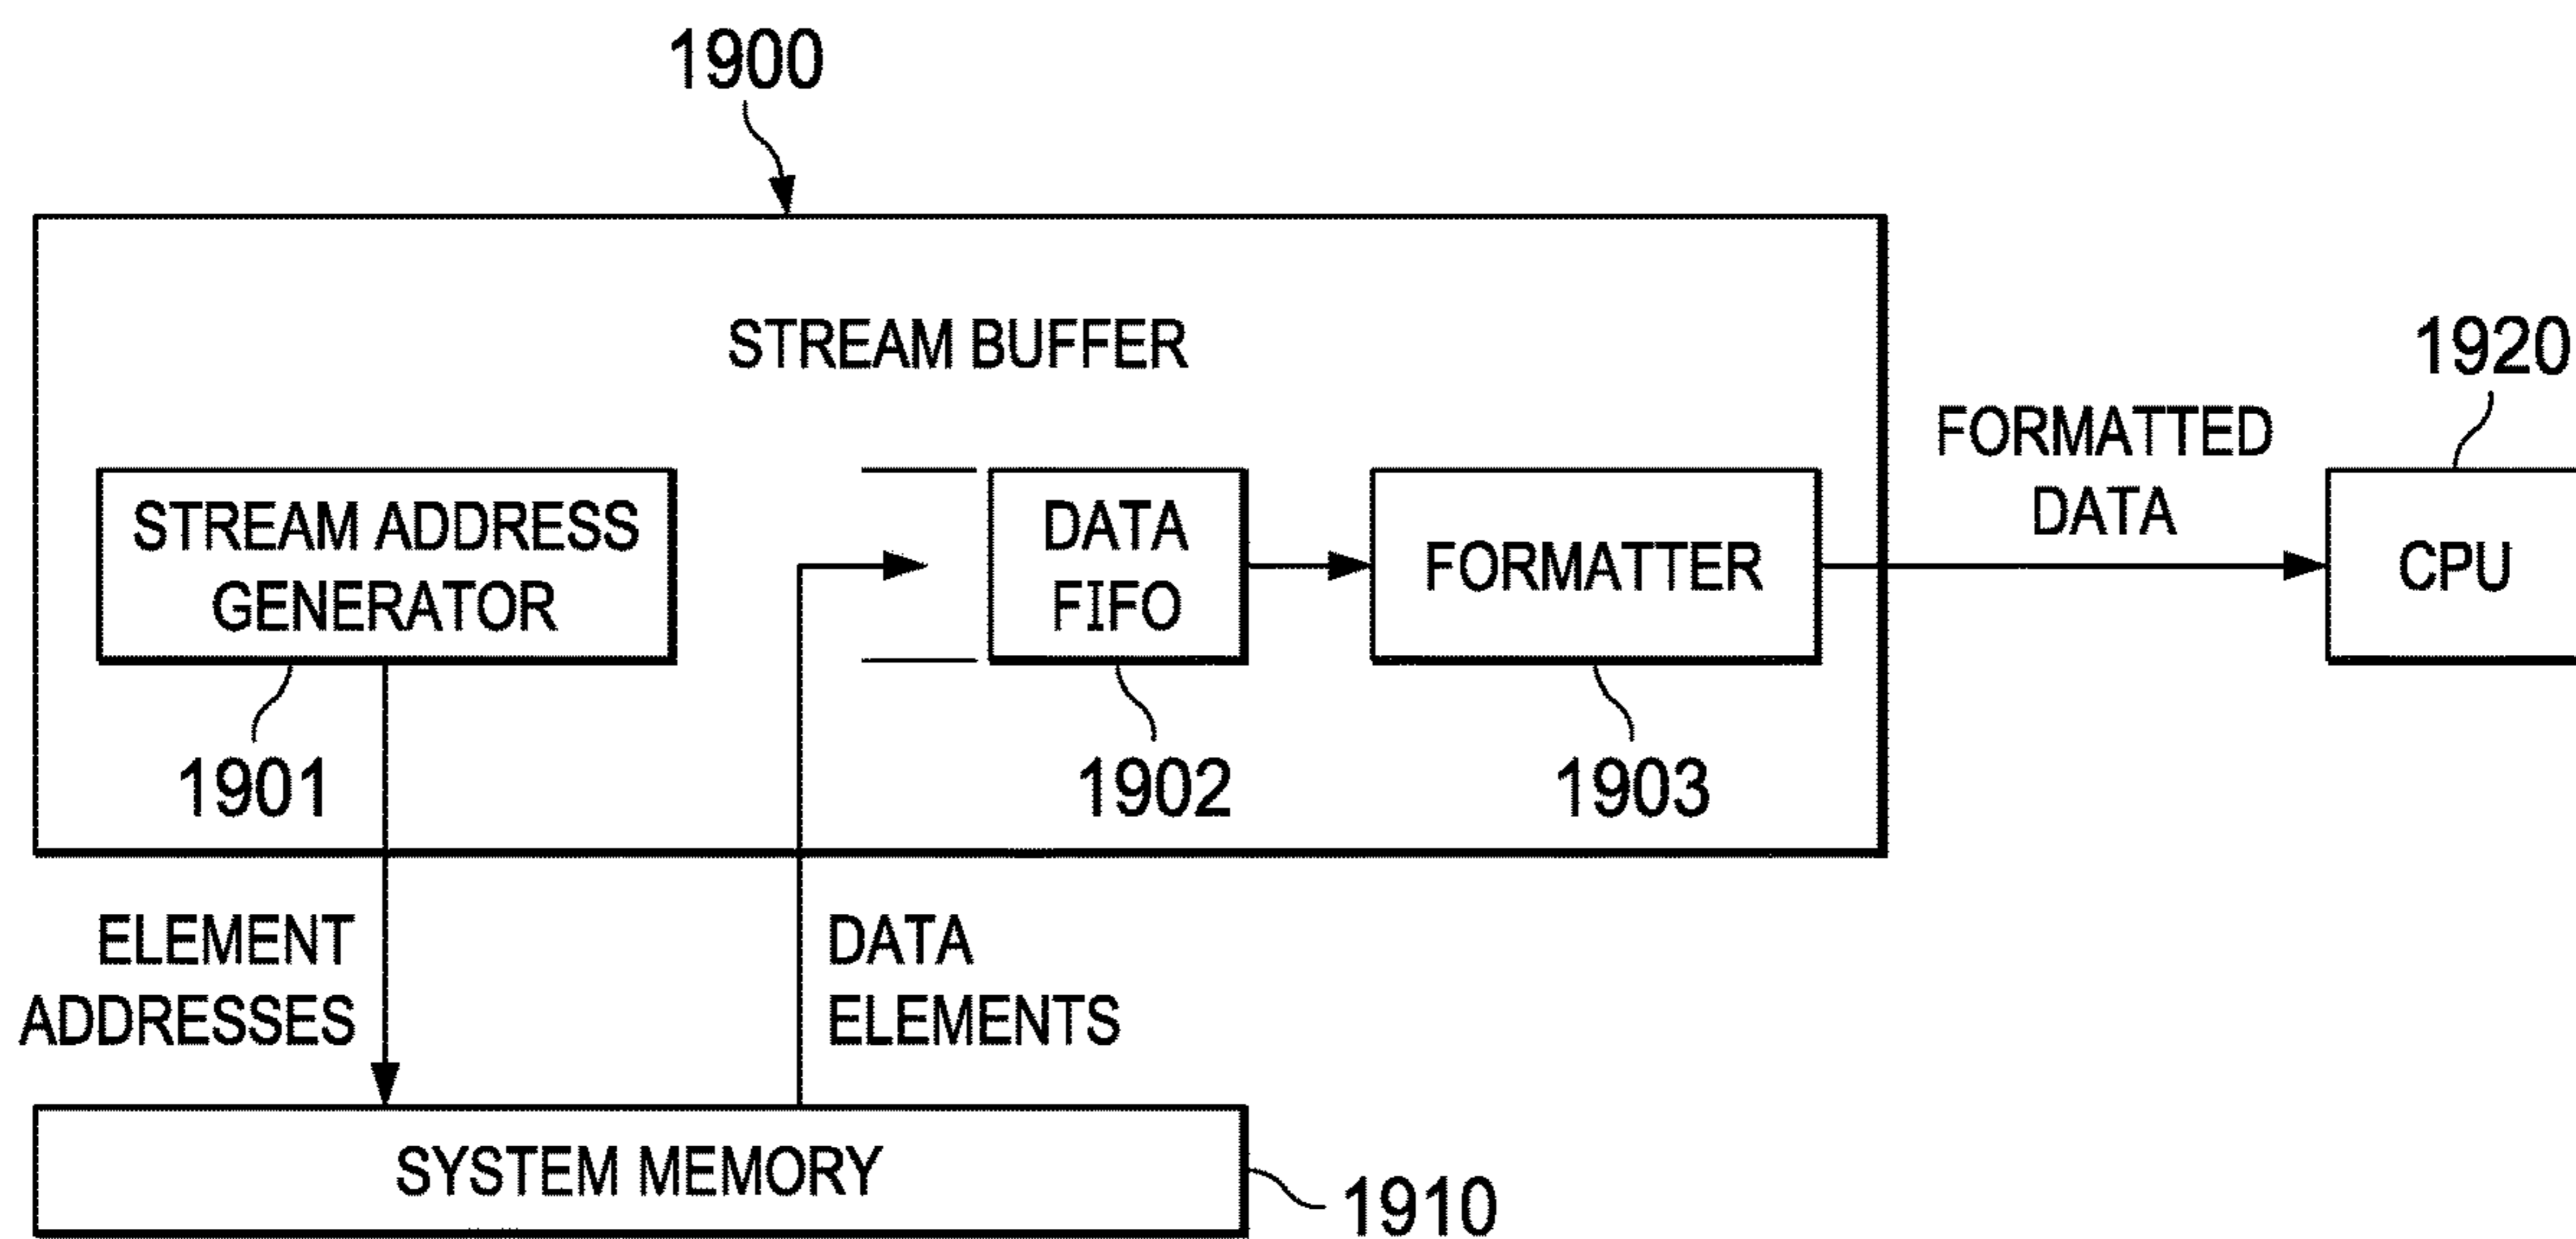 1900
STREAM BUFFER
1920
FORMATTED
DATA
STREAM ADDRESS
GENERATOR
DATA
FIFO
FORMATTER
CPU
1901
1902
1903
ELEMENT
ADDRESSES
DATA
ELEMENTS
SYSTEM MEMORY
1910